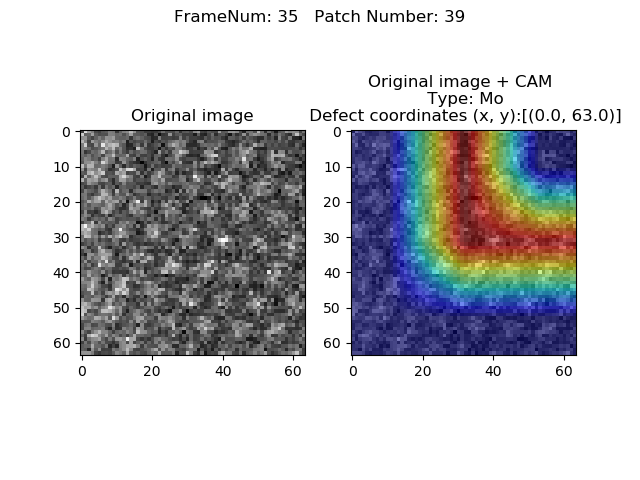 FrameNum: 35   Patch Number: 39
Original image
Original image + CAM
Type: Mo
Defect coordinates (x, y):[(0.0, 63.0)]
0
10
20
30
40
50
60
0 20 40 60
0
10
20
30
40
50
60
0 20 40 60